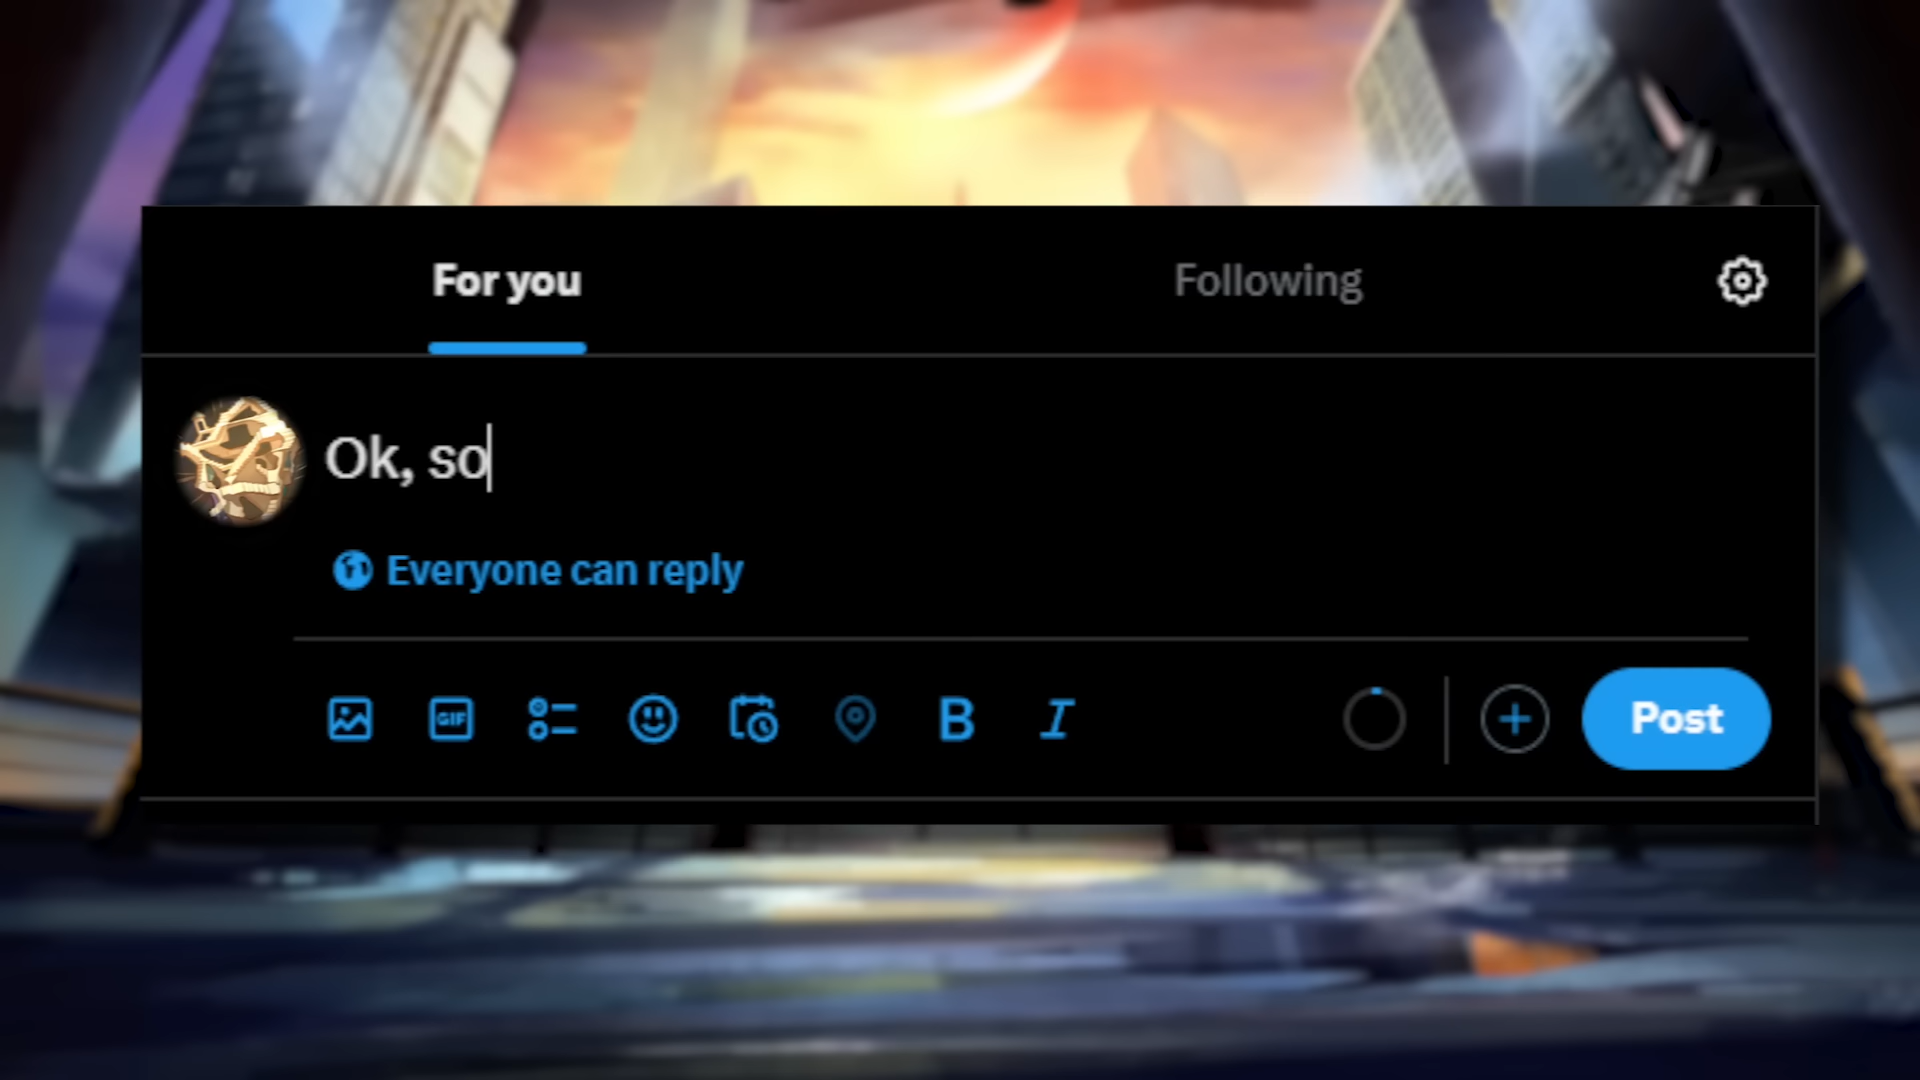 For you
Following
Ok, so
Everyone can reply
GIF
B
I
Post